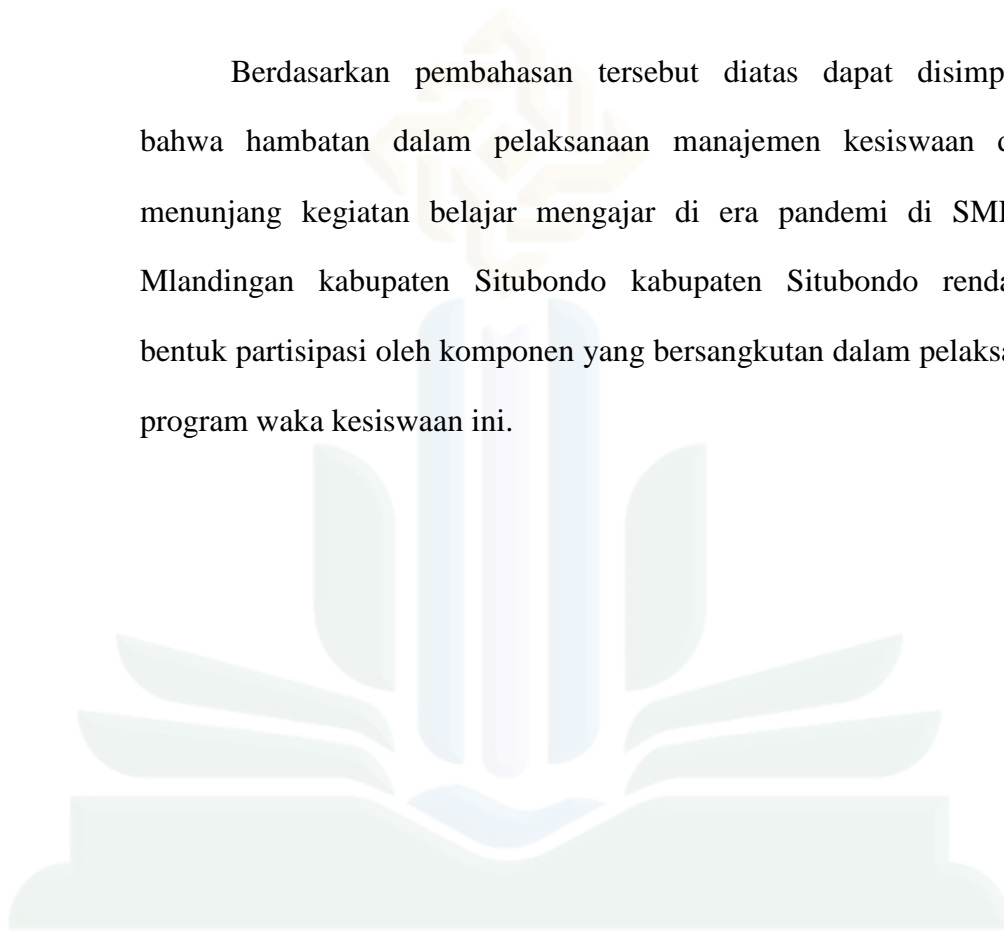 Berdasarkan pembahasan tersebut diatas dapat disimp
bahwa hambatan dalam pelaksanaan manajemen kesiswaan
menunjang kegiatan belajar mengajar di era pandemi di
Mlandingan kabupaten Situbondo kabupaten Situbondo renda
bentuk partisipasi oleh komponen yang bersangkutan dalam pelaksa
program waka kesiswaan ini.